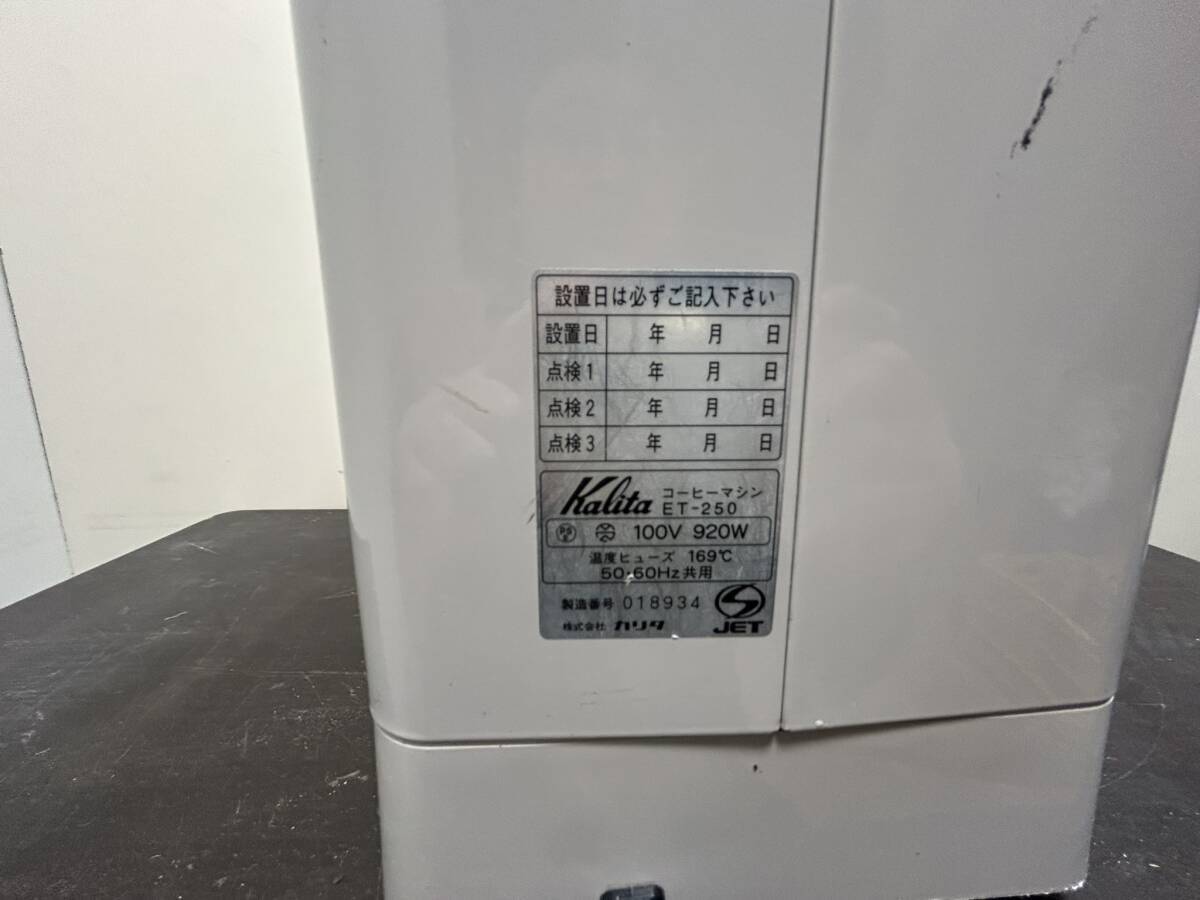 設置日は必ずご記入下さい
設置日 年 月 日
点検1 年 月 日
点検2 年 月 日
点検3 年 月 日
Kalita コーヒーマシン
ET-250
PS E 100V 920W
温度ヒューズ 169℃
50・60Hz共用
製造番号 018934
株式会社 カリタ JET